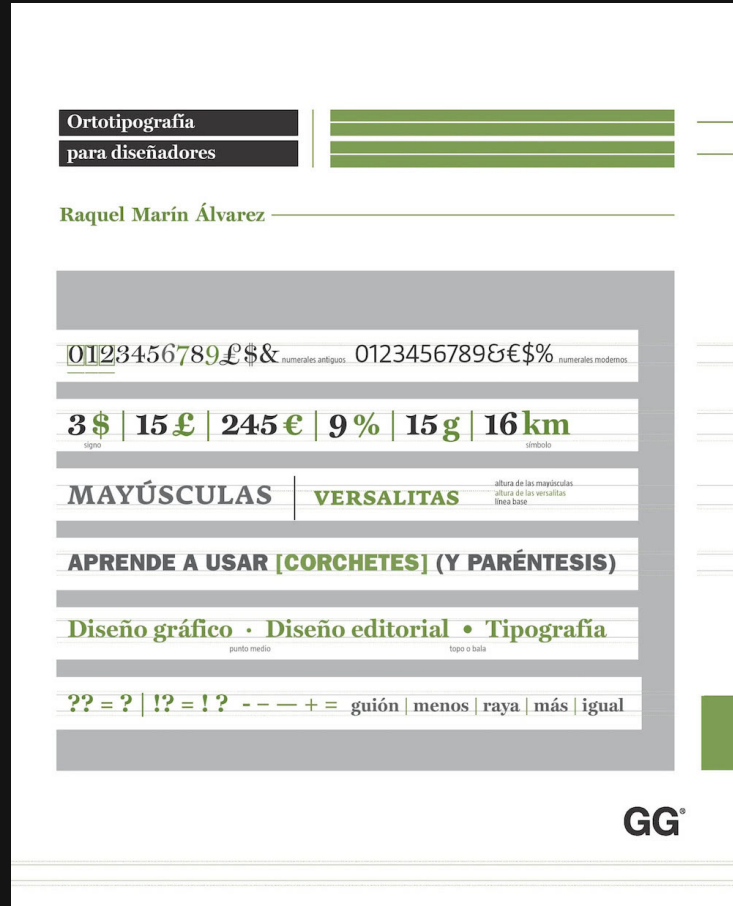 Ortotipografía
para diseñadores
Raquel Marín Álvarez
0123456789£$& numerales antiguos 0123456789&€$% numerales modernos
3 $ | 15 £ | 245 € | 9 % | 15 g | 16 km
signo símbolo
MAYÚSCULAS | VERSALITAS
altura de las mayúsculas
altura de las versalitas
línea base
APRENDE A USAR [CORCHETES] (Y PARÉNTESIS)
Diseño gráfico · Diseño editorial • Tipografía
punto medio topo o bala
?? = ? | !? = ! ? - – — + = guión | menos | raya | más | igual
GG®